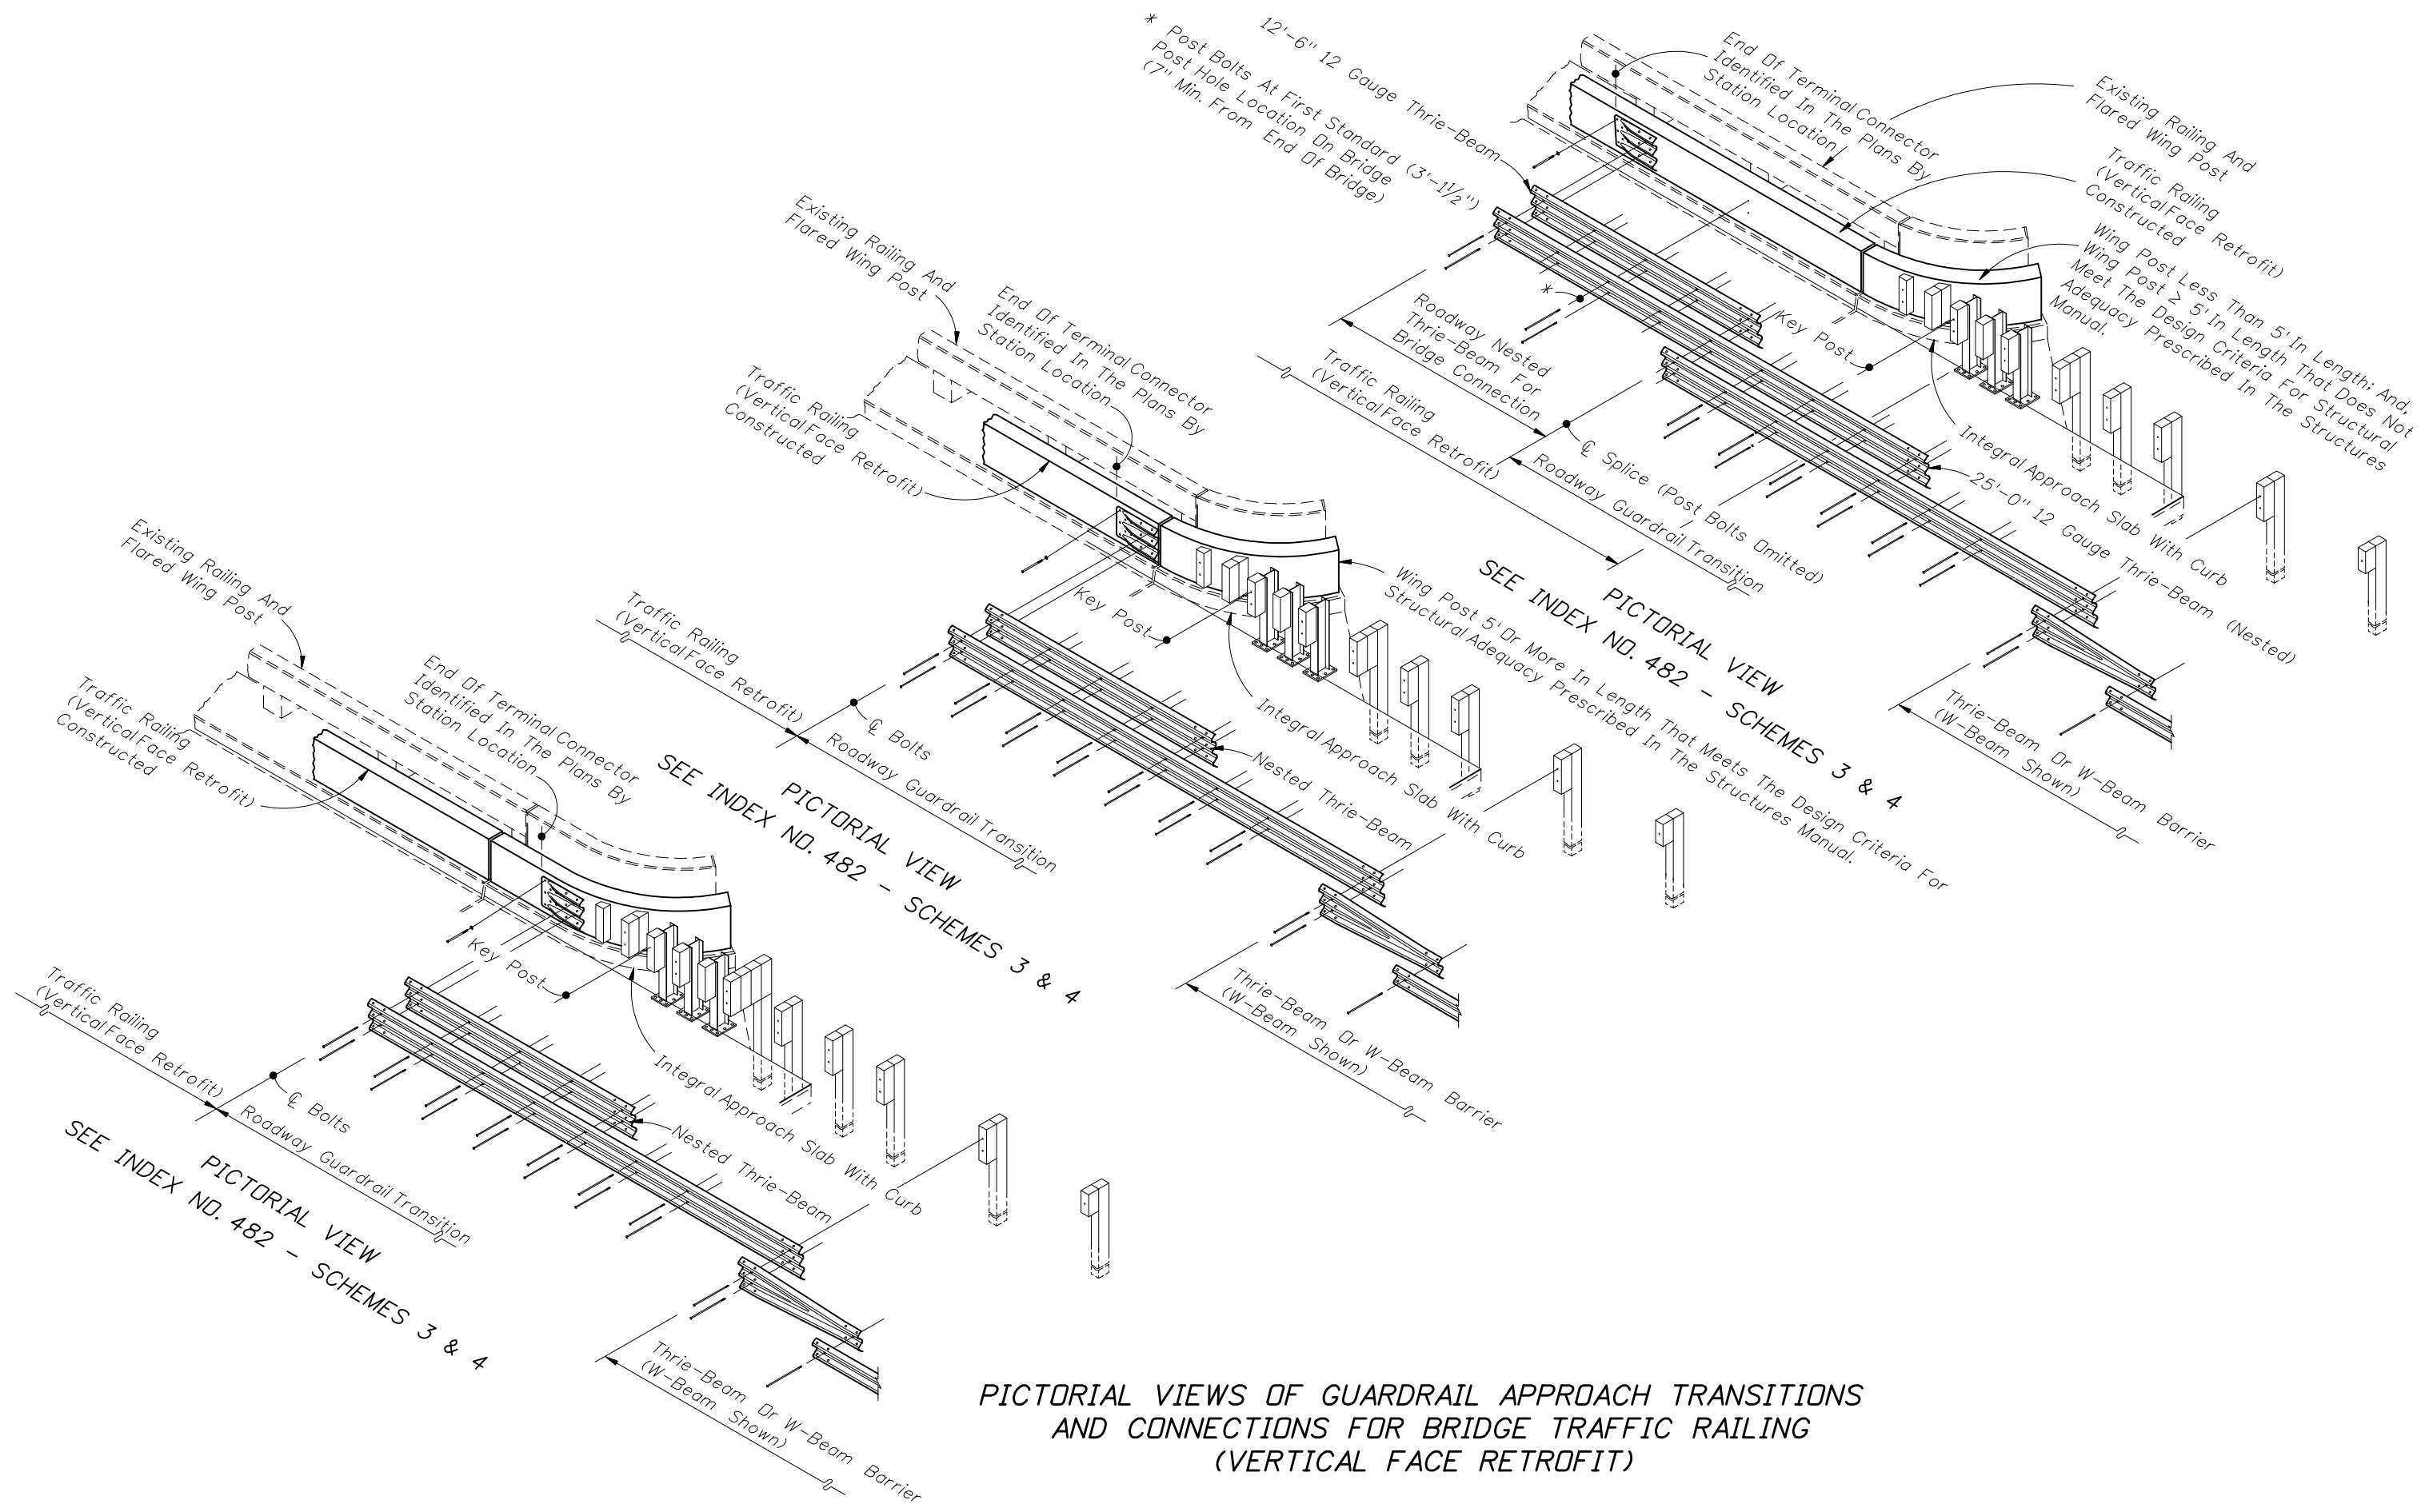 * Post Bolts At First Standard (3'-1½")
Post Hole Location On Bridge
(7" Min. From End Of Bridge)
12'-6" 12 Gauge Thrie-Beam
End Of Terminal Connector
Identified In The Plans By
Station Location
Existing Railing And
Flared Wing Post
Traffic Railing
(Vertical Face Retrofit)
Constructed
Wing Post Less Than 5' In Length; And,
Wing Post ≥ 5' In Length That Does Not
Meet The Design Criteria For Structural
Adequacy Prescribed In The Structures
Manual.
*
Key Post
Roadway Nested
Thrie-Beam For
Bridge Connection
Traffic Railing
(Vertical Face Retrofit)
℄ Splice (Post Bolts Omitted)
Roadway Guardrail Transition
Integral Approach Slab With Curb
25'-0" 12 Gauge Thrie-Beam (Nested)
Thrie-Beam Or W-Beam Barrier
(W-Beam Shown)
PICTORIAL VIEW
SEE INDEX NO. 482 - SCHEMES 3 & 4
Existing Railing And
Flared Wing Post
End Of Terminal Connector
Identified In The Plans By
Station Location
Traffic Railing
(Vertical Face Retrofit)
Constructed
Key Post
Wing Post 5' Or More In Length That Meets The Design Criteria For
Structural Adequacy Prescribed In The Structures Manual.
Traffic Railing
(Vertical Face Retrofit)
℄ Bolts
Roadway Guardrail Transition
Integral Approach Slab With Curb
Nested Thrie-Beam
Thrie-Beam Or W-Beam Barrier
(W-Beam Shown)
PICTORIAL VIEW
SEE INDEX NO. 482 - SCHEMES 3 & 4
Existing Railing And
Flared Wing Post
End Of Terminal Connector
Identified In The Plans By
Station Location
Traffic Railing
(Vertical Face Retrofit)
Constructed
Key Post
Traffic Railing
(Vertical Face Retrofit)
℄ Bolts
Roadway Guardrail Transition
Integral Approach Slab With Curb
Nested Thrie-Beam
Thrie-Beam Or W-Beam Barrier
(W-Beam Shown)
PICTORIAL VIEW
SEE INDEX NO. 482 - SCHEMES 3 & 4
PICTORIAL VIEWS OF GUARDRAIL APPROACH TRANSITIONS
AND CONNECTIONS FOR BRIDGE TRAFFIC RAILING
(VERTICAL FACE RETROFIT)